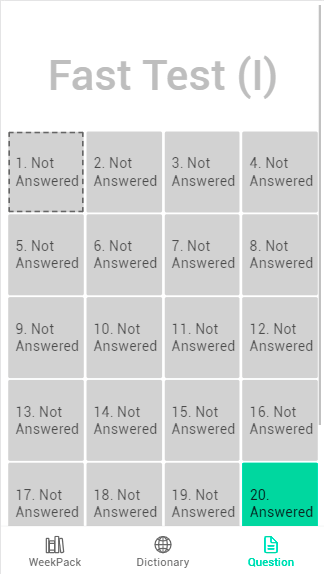 Fast Test (I)
1. Not
Answered
2. Not
Answered
3. Not
Answered
4. Not
Answered
5. Not
Answered
6. Not
Answered
7. Not
Answered
8. Not
Answered
9. Not
Answered
10. Not
Answered
11. Not
Answered
12. Not
Answered
13. Not
Answered
14. Not
Answered
15. Not
Answered
16. Not
Answered
17. Not
Answered
18. Not
Answered
19. Not
Answered
20.
Answered
WeekPack
Dictionary
Question